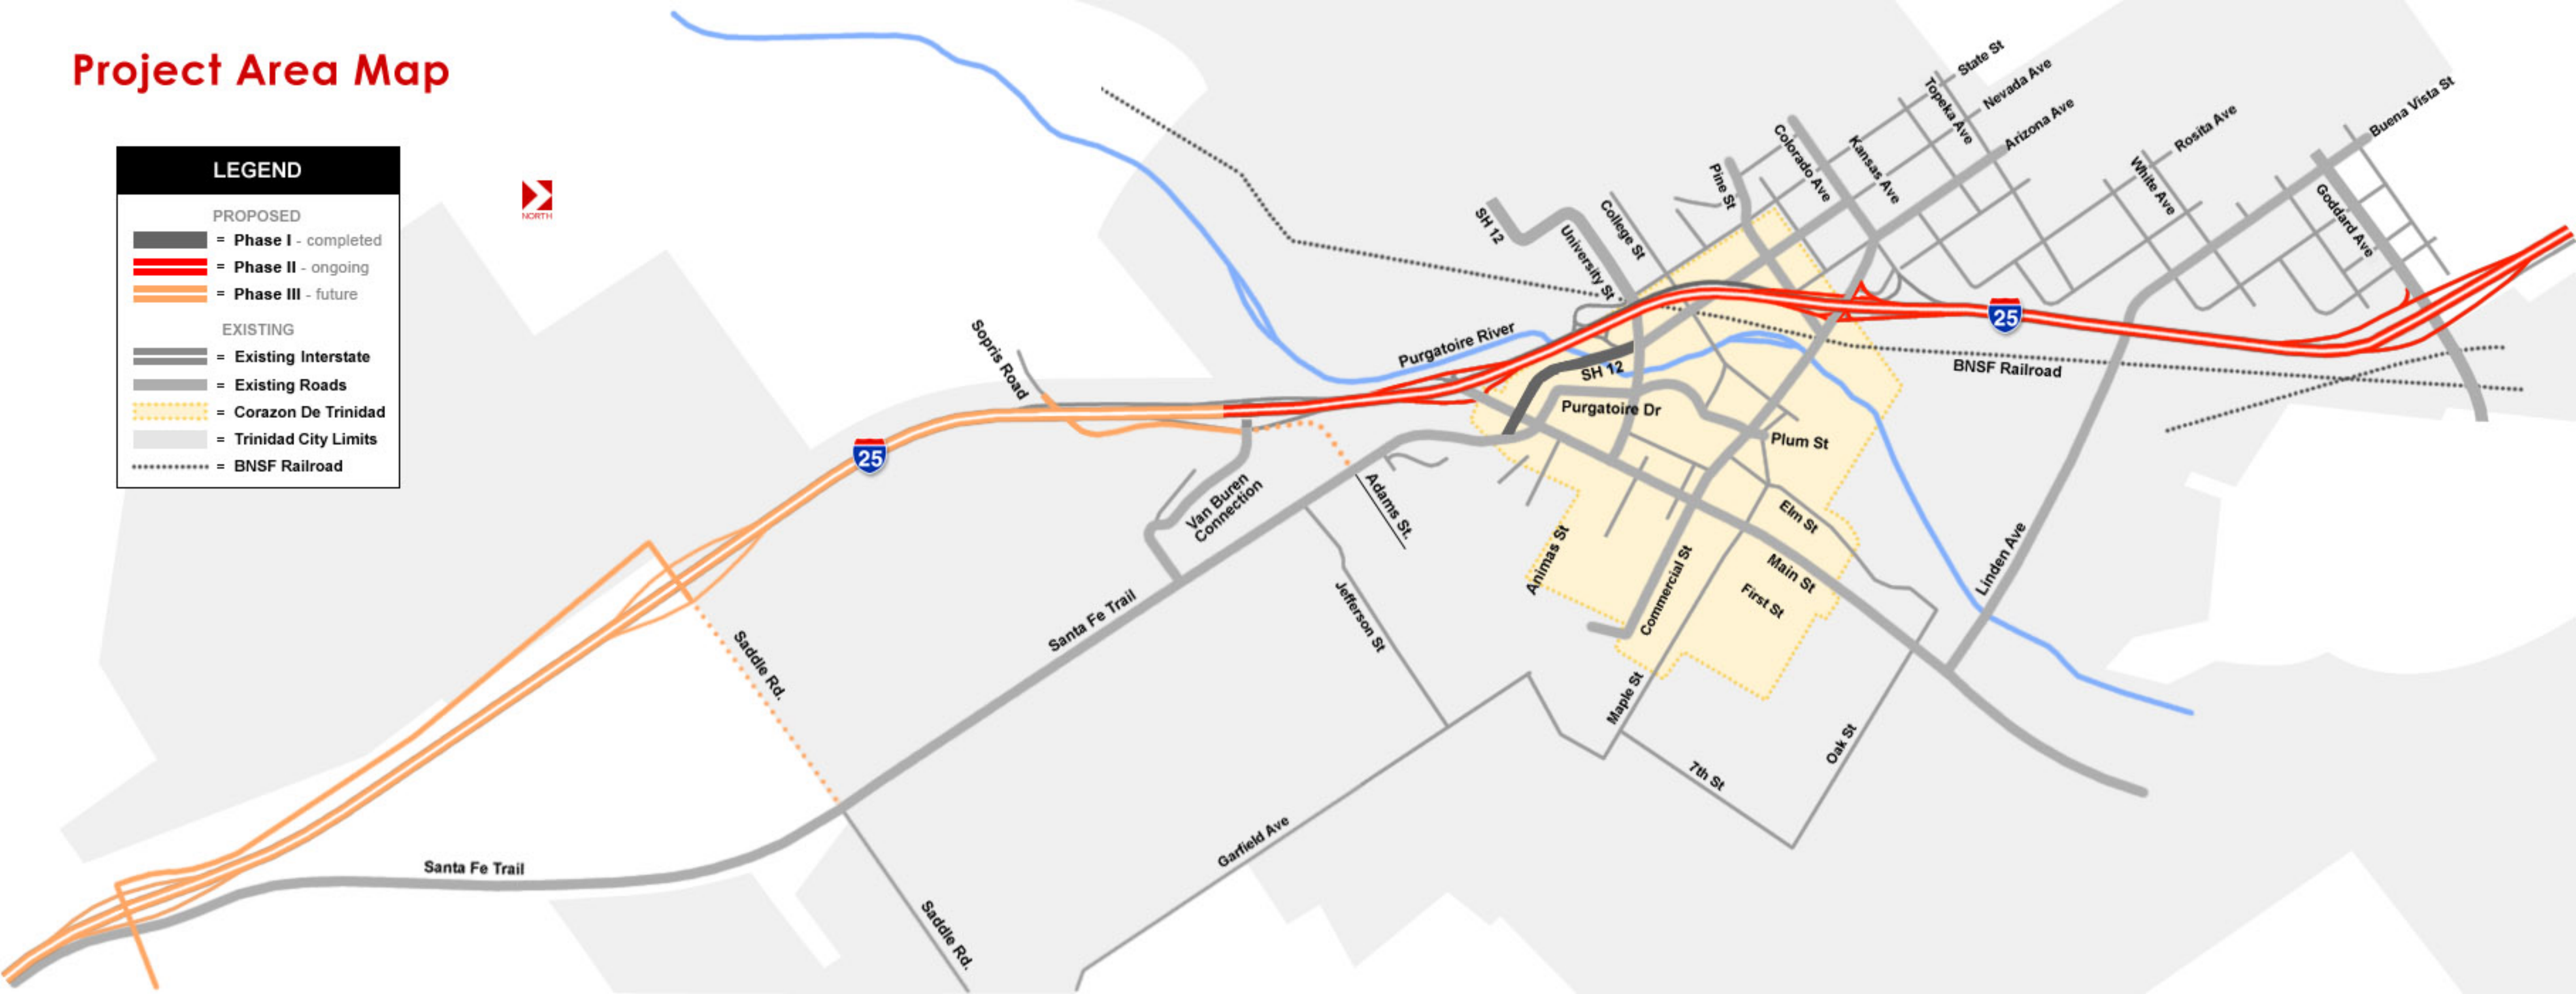 Project Area Map
LEGEND
PROPOSED
= Phase I - completed
= Phase II - ongoing
= Phase III - future
EXISTING
= Existing Interstate
= Existing Roads
= Corazon De Trinidad
= Trinidad City Limits
= BNSF Railroad
NORTH
State St
Nevada Ave
Topeka Ave
Arizona Ave
Buena Vista St
Rosita Ave
Colorado Ave
Kansas Ave
White Ave
Pine St
Goddard Ave
SH 12
College St
University St
25
Sopris Road
Purgatoire River
SH 12
BNSF Railroad
Purgatoire Dr
Plum St
25
Van Buren
Connection
Adams St.
Elm St
Animas St
Linden Ave
Main St
Commercial St
First St
Santa Fe Trail
Jefferson St
Saddle Rd.
Maple St
Oak St
7th St
Garfield Ave
Santa Fe Trail
Saddle Rd.